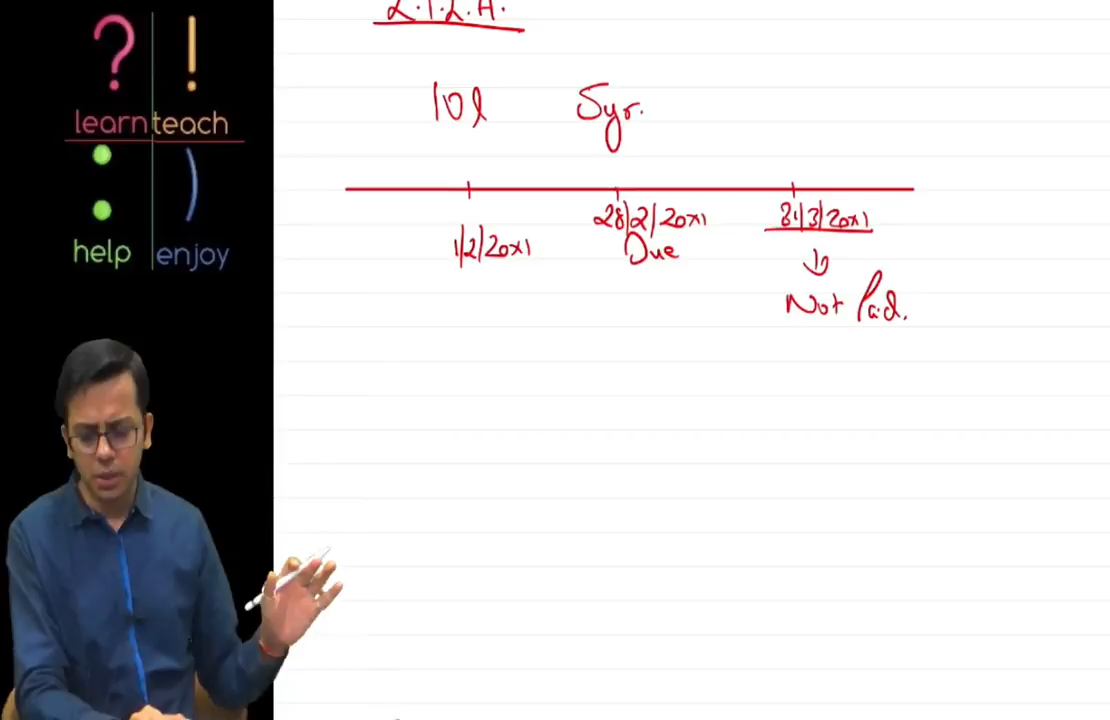 L.T.L.A.
10l 5yr.
28/2/20x1 31/3/20x1
1/2/20x1 Due
Not Paid.
? !
learn teach
: )
help enjoy